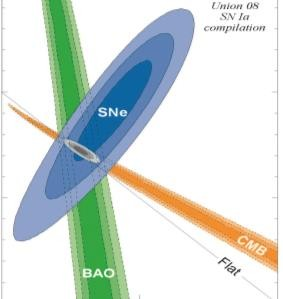 Union 08
SN Ia
compilation
SNe
CMB
Flat
BAO